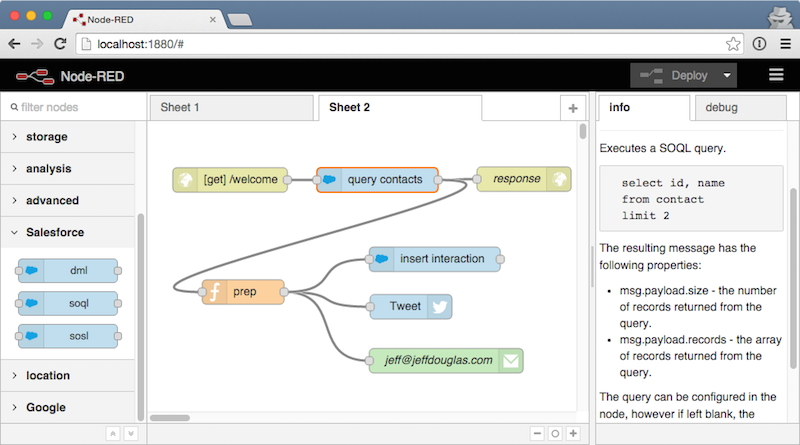 Node-RED
localhost:1880/#
Node-RED
Deploy
filter nodes
storage
analysis
advanced
Salesforce
dml
soql
sosl
location
Google
Sheet 1
Sheet 2
[get] /welcome
query contacts
response
prep
insert interaction
Tweet
jeff@jeffdouglas.com
info
debug
Executes a SOQL query.
select id, name
from contact
limit 2
The resulting message has the
following properties:
• msg.payload.size - the number
of records returned from the
query.
• msg.payload.records - the array
of records returned from the
query.
The query can be configured in the
node, however if left blank, the